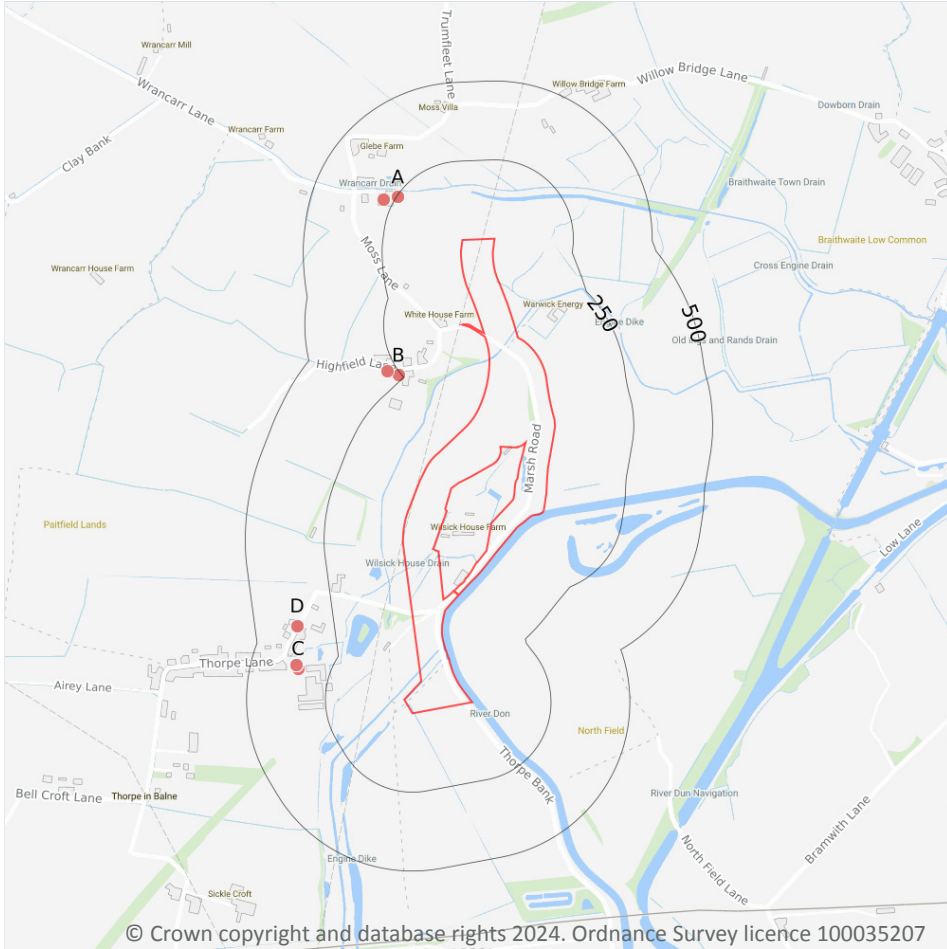 Wrancarr Mill
Trumfleet Lane
Willow Bridge Farm
Willow Bridge Lane
Wrancarr Lane
Moss Villa
Dowborn Drain
Wrancarr Farm
Clay Bank
Glebe Farm
Wrancarr Drain
A
Braithwaite Town Drain
Moss Lane
Braithwaite Low Common
Wrancarr House Farm
Cross Engine Drain
White House Farm
Warwick Energy
250
500
Engine Dike
Old Ings and Rands Drain
Highfield Lane
B
Marsh Road
Paitfield Lands
Wilsick House Farm
Low Lane
Wilsick House Drain
D
C
Thorpe Lane
Airey Lane
River Don
North Field
Thorpe Bank
Bell Croft Lane
Thorpe in Balne
River Dun Navigation
Bramwith Lane
Engine Dike
North Field Lane
Sickle Croft
© Crown copyright and database rights 2024. Ordnance Survey licence 100035207